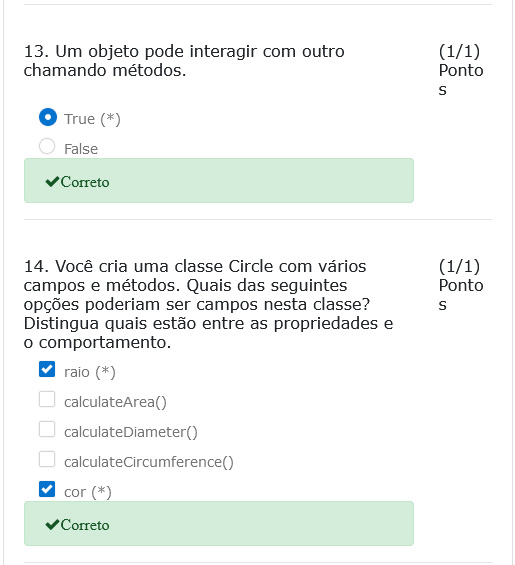 13. Um objeto pode interagir com outro
chamando métodos.
(1/1)
Ponto
s
True (*)
False
Correto
14. Você cria uma classe Circle com vários
campos e métodos. Quais das seguintes
opções poderiam ser campos nesta classe?
Distingua quais estão entre as propriedades e
o comportamento.
(1/1)
Ponto
s
raio (*)
calculateArea()
calculateDiameter()
calculateCircumference()
cor (*)
Correto